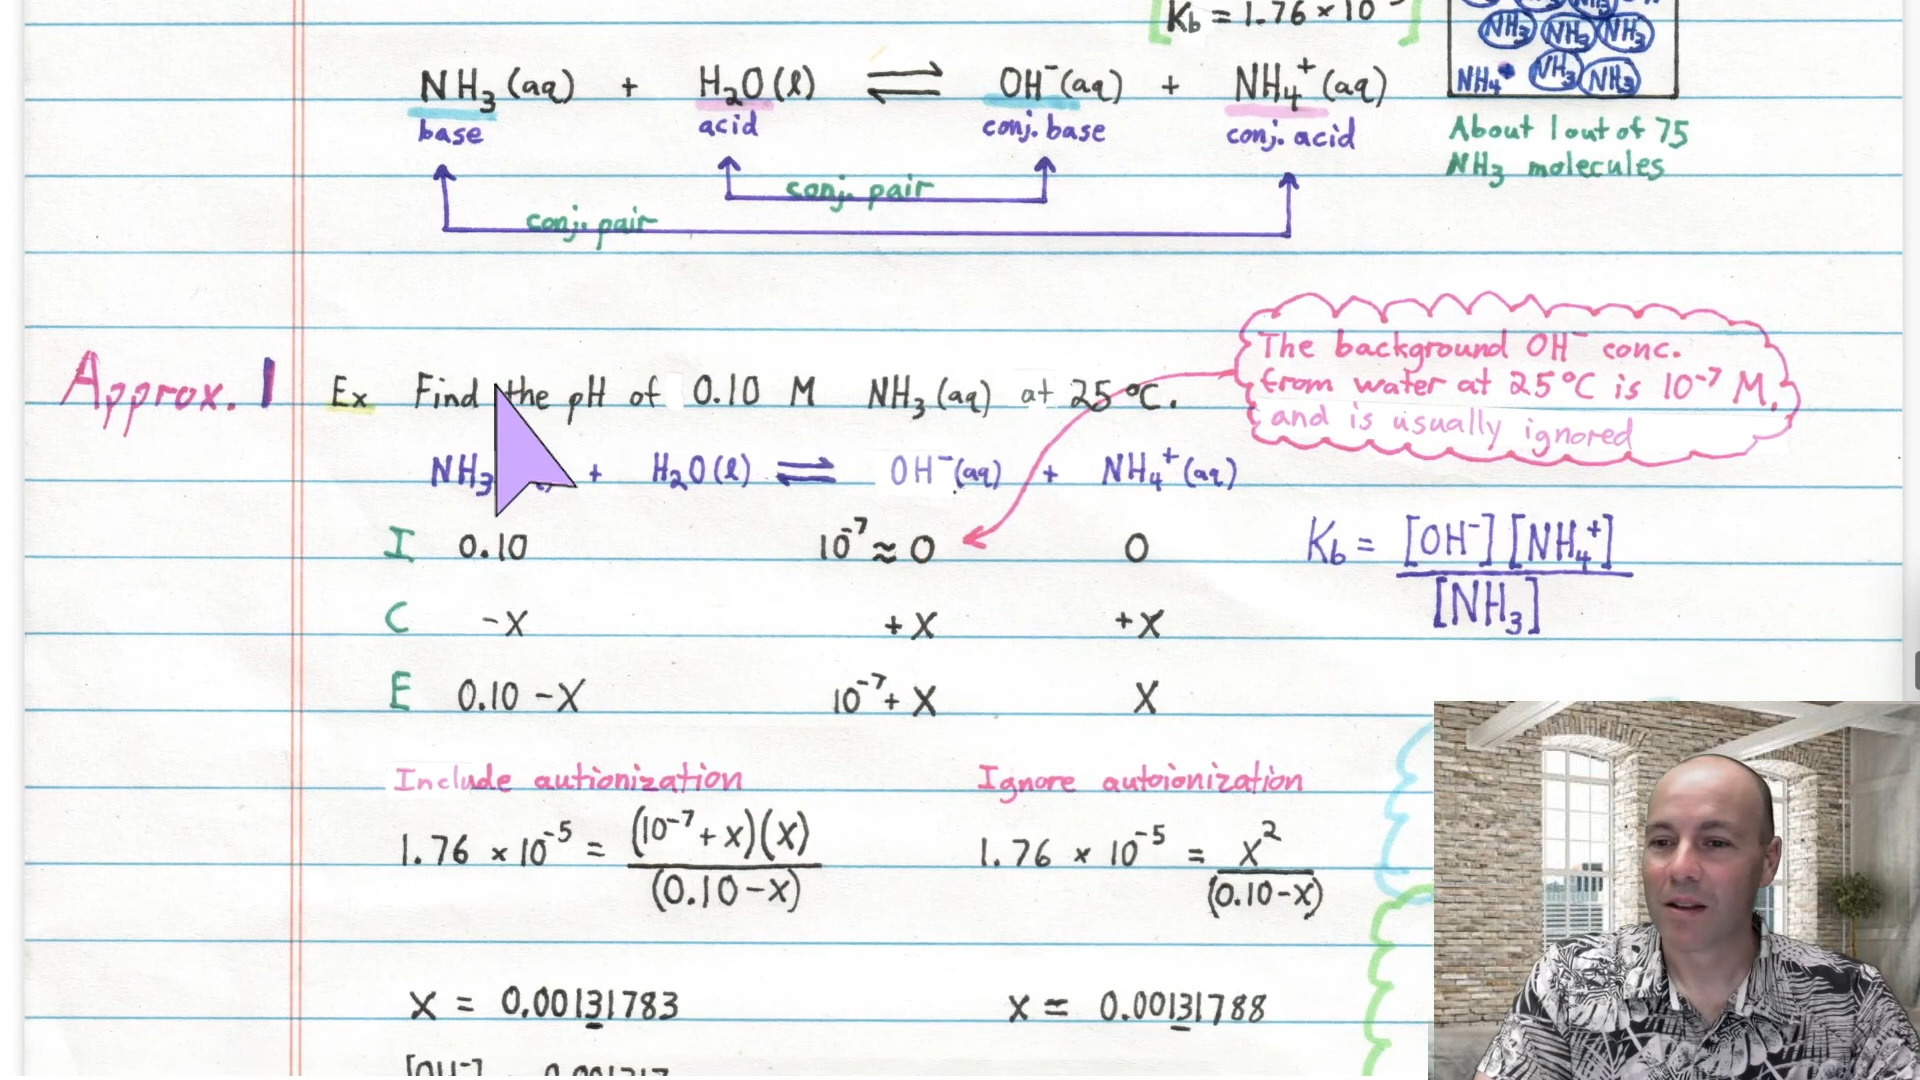 Kb = 1.76 × 10
NH₃ NH₃ NH₃
NH₄⁺ NH₃ NH₃
NH₃(aq) + H₂O(ℓ) ⇌ OH⁻(aq) + NH₄⁺(aq)
base acid conj. base conj. acid
About 1 out of 75
NH₃ molecules
conj. pair
conj. pair
The background OH⁻ conc.
from water at 25°C is 10⁻⁷ M,
and is usually ignored
Approx. 1
Ex Find the pH of 0.10 M NH₃(aq) at 25°C.
NH₃ + H₂O(ℓ) ⇌ OH⁻(aq) + NH₄⁺(aq)
I 0.10 10⁻⁷ ≈ 0 0
Kb = [OH⁻][NH₄⁺]
[NH₃]
C -x +x +x
E 0.10 - x 10⁻⁷ + x x
Include autionization Ignore autoionization
1.76 × 10⁻⁵ = (10⁻⁷ + x)(x) 1.76 × 10⁻⁵ = x²
(0.10 - x) (0.10 - x)
x = 0.00131783 x = 0.00131788